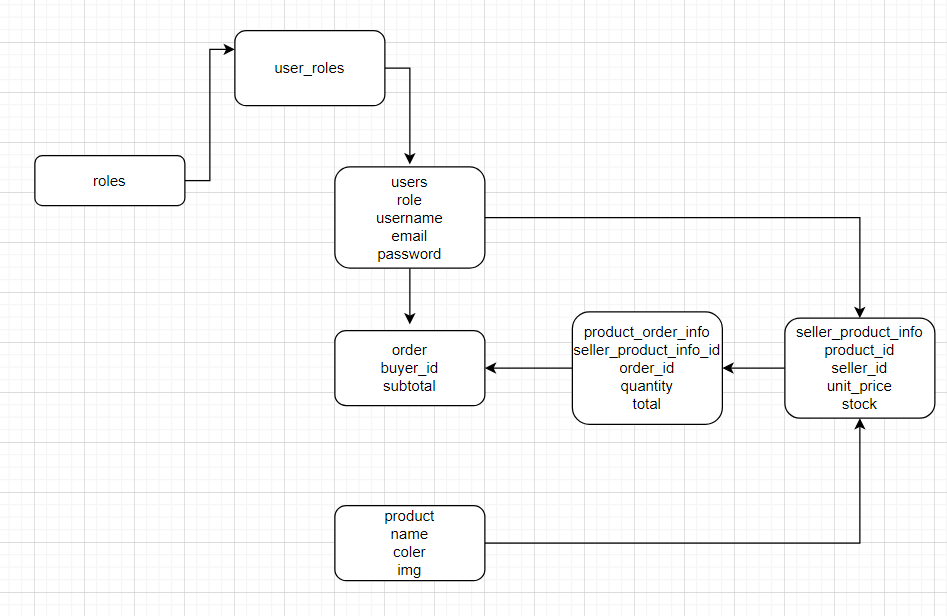 user_roles
roles
users
role
username
email
password
order
buyer_id
subtotal
product_order_info
seller_product_info_id
order_id
quantity
total
seller_product_info
product_id
seller_id
unit_price
stock
product
name
coler
img